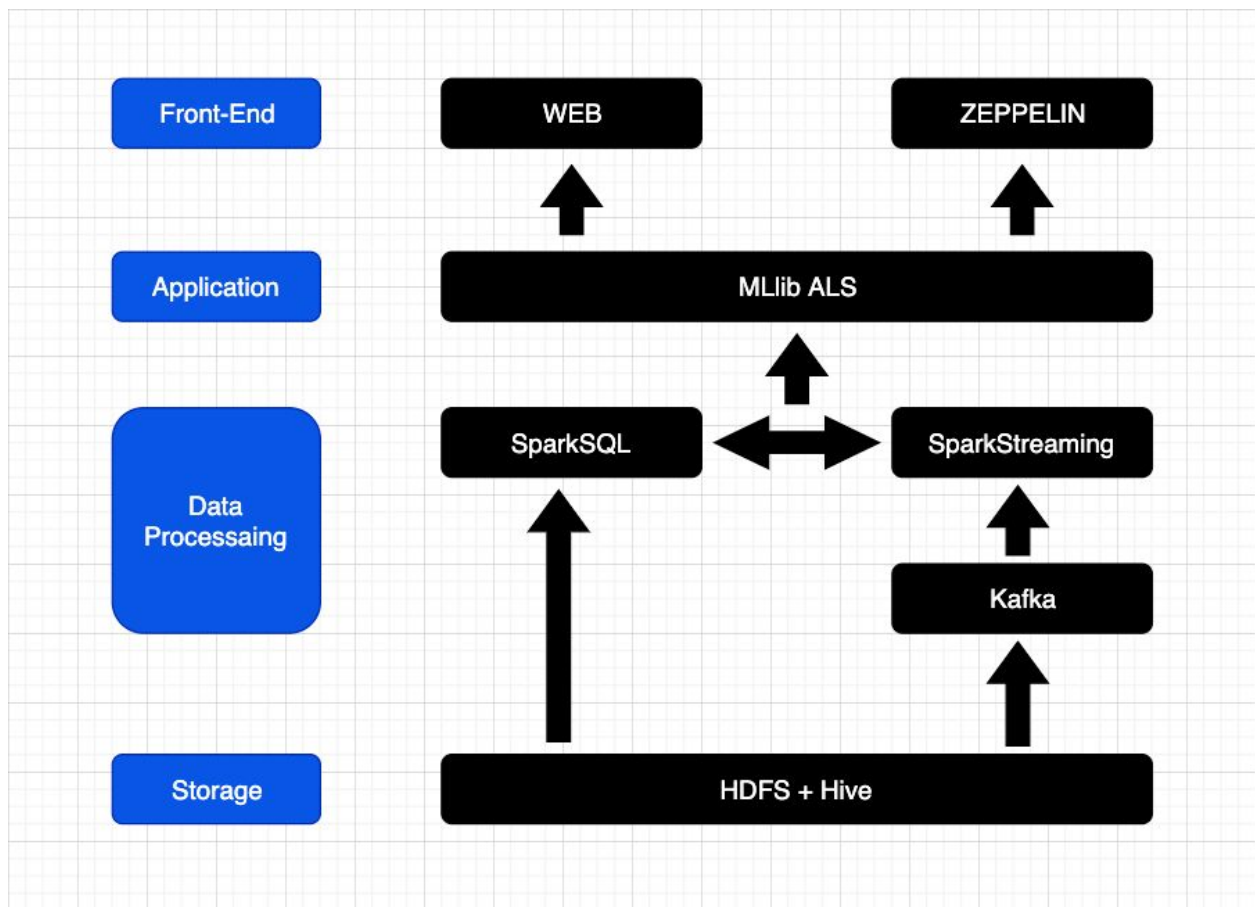 Front-End
WEB
ZEPPELIN
Application
MLlib ALS
SparkSQL
SparkStreaming
Data
Processaing
Kafka
Storage
HDFS + Hive